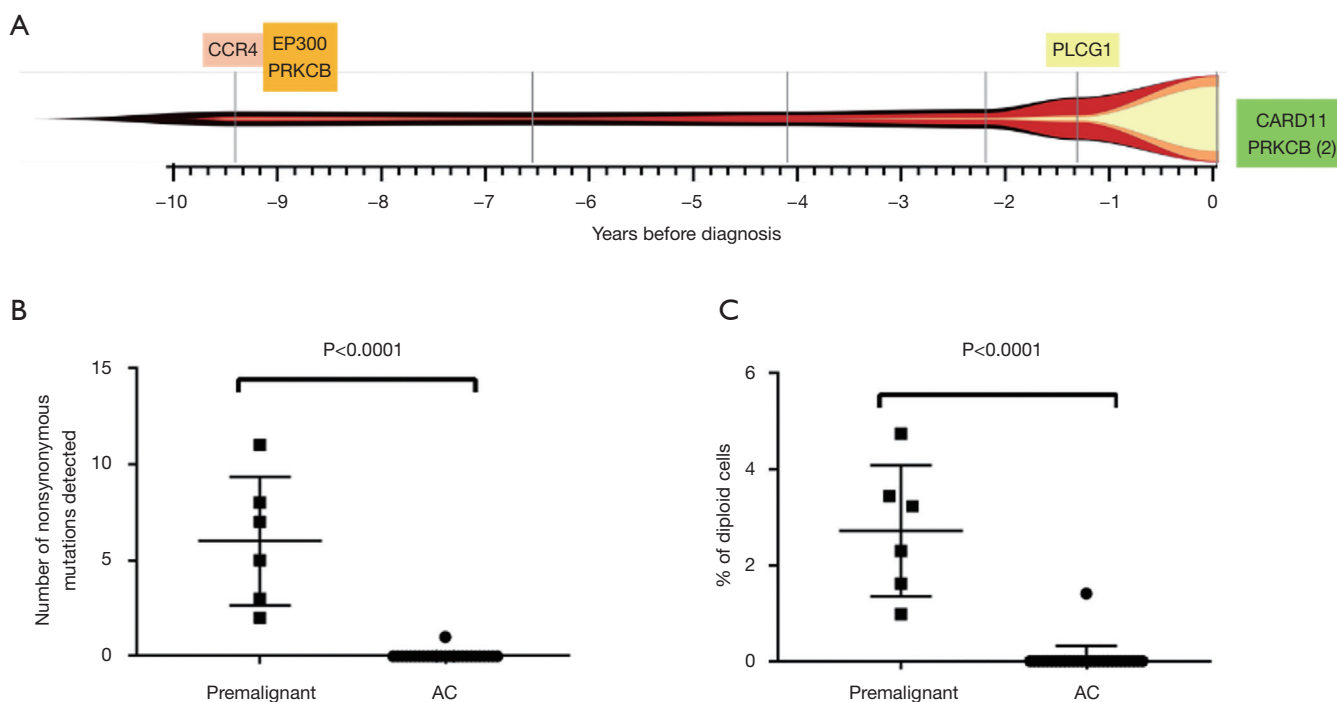 A
CCR4
EP300
PRKCB
PLCG1
CARD11
PRKCB (2)
–10 –9 –8 –7 –6 –5 –4 –3 –2 –1 0
Years before diagnosis
B
P<0.0001
15
10
5
0
Number of nonsynonymous
mutations detected
Premalignant AC
C
P<0.0001
6
4
2
0
% of diploid cells
Premalignant AC